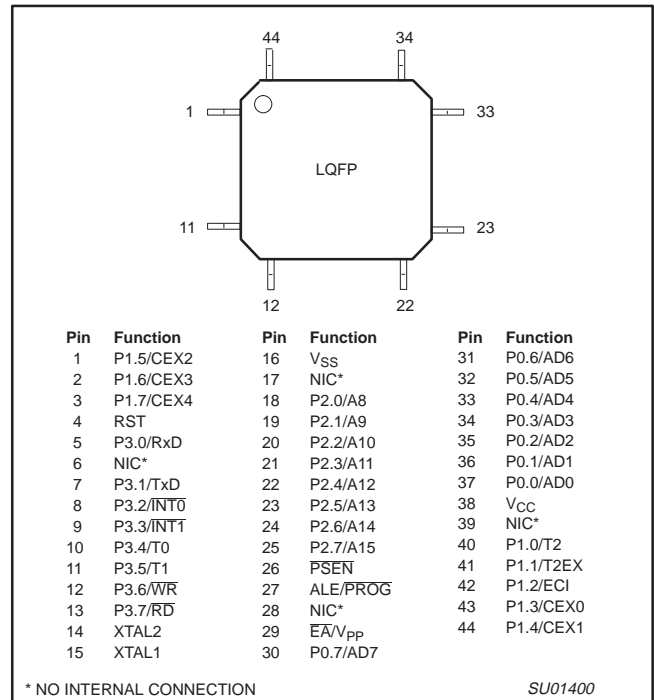 44 34
1 33
LQFP
11 23
12 22
Pin Function Pin Function Pin Function
1 P1.5/CEX2 16 VSS 31 P0.6/AD6
2 P1.6/CEX3 17 NIC* 32 P0.5/AD5
3 P1.7/CEX4 18 P2.0/A8 33 P0.4/AD4
4 RST 19 P2.1/A9 34 P0.3/AD3
5 P3.0/RxD 20 P2.2/A10 35 P0.2/AD2
6 NIC* 21 P2.3/A11 36 P0.1/AD1
7 P3.1/TxD 22 P2.4/A12 37 P0.0/AD0
8 P3.2/I̅N̅T̅0̅ 23 P2.5/A13 38 VCC
9 P3.3/I̅N̅T̅1̅ 24 P2.6/A14 39 NIC*
10 P3.4/T0 25 P2.7/A15 40 P1.0/T2
11 P3.5/T1 26 P̅S̅E̅N̅ 41 P1.1/T2EX
12 P3.6/W̅R̅ 27 ALE/P̅R̅O̅G̅ 42 P1.2/ECI
13 P3.7/R̅D̅ 28 NIC* 43 P1.3/CEX0
14 XTAL2 29 E̅A̅/VPP 44 P1.4/CEX1
15 XTAL1 30 P0.7/AD7
* NO INTERNAL CONNECTION SU01400